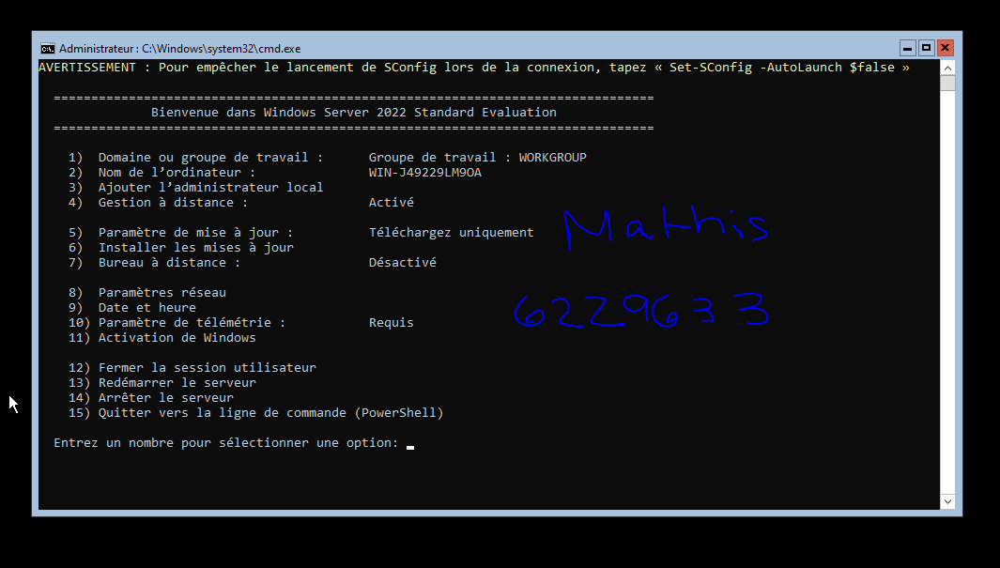 Administrateur : C:\Windows\system32\cmd.exe
AVERTISSEMENT : Pour empêcher le lancement de SConfig lors de la connexion, tapez « Set-SConfig -AutoLaunch $false »
================================================================================
Bienvenue dans Windows Server 2022 Standard Evaluation
================================================================================
1) Domaine ou groupe de travail : Groupe de travail : WORKGROUP
2) Nom de l’ordinateur : WIN-J49229LM9OA
3) Ajouter l’administrateur local
4) Gestion à distance : Activé
Mathis
5) Paramètre de mise à jour : Téléchargez uniquement
6) Installer les mises à jour
7) Bureau à distance : Désactivé
8) Paramètres réseau
9) Date et heure
6229633
10) Paramètre de télémétrie : Requis
11) Activation de Windows
12) Fermer la session utilisateur
13) Redémarrer le serveur
14) Arrêter le serveur
15) Quitter vers la ligne de commande (PowerShell)
Entrez un nombre pour sélectionner une option: